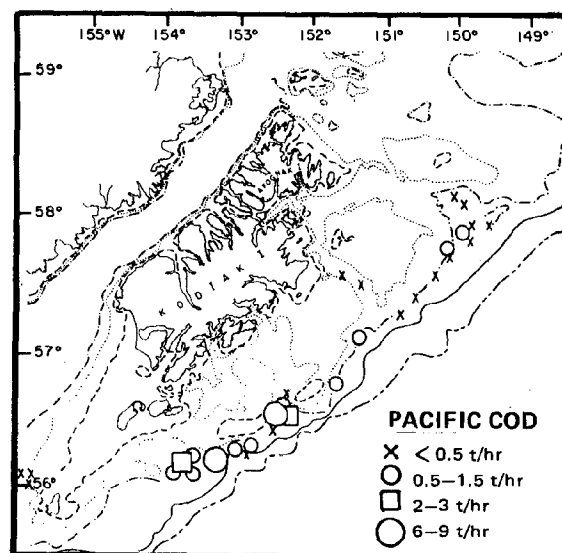 155°W 154° 153° 152° 151° 150° 149°
59°
58°
57°
56°
KODIAK I
PACIFIC COD
x < 0.5 t/hr
0.5–1.5 t/hr
2–3 t/hr
6–9 t/hr